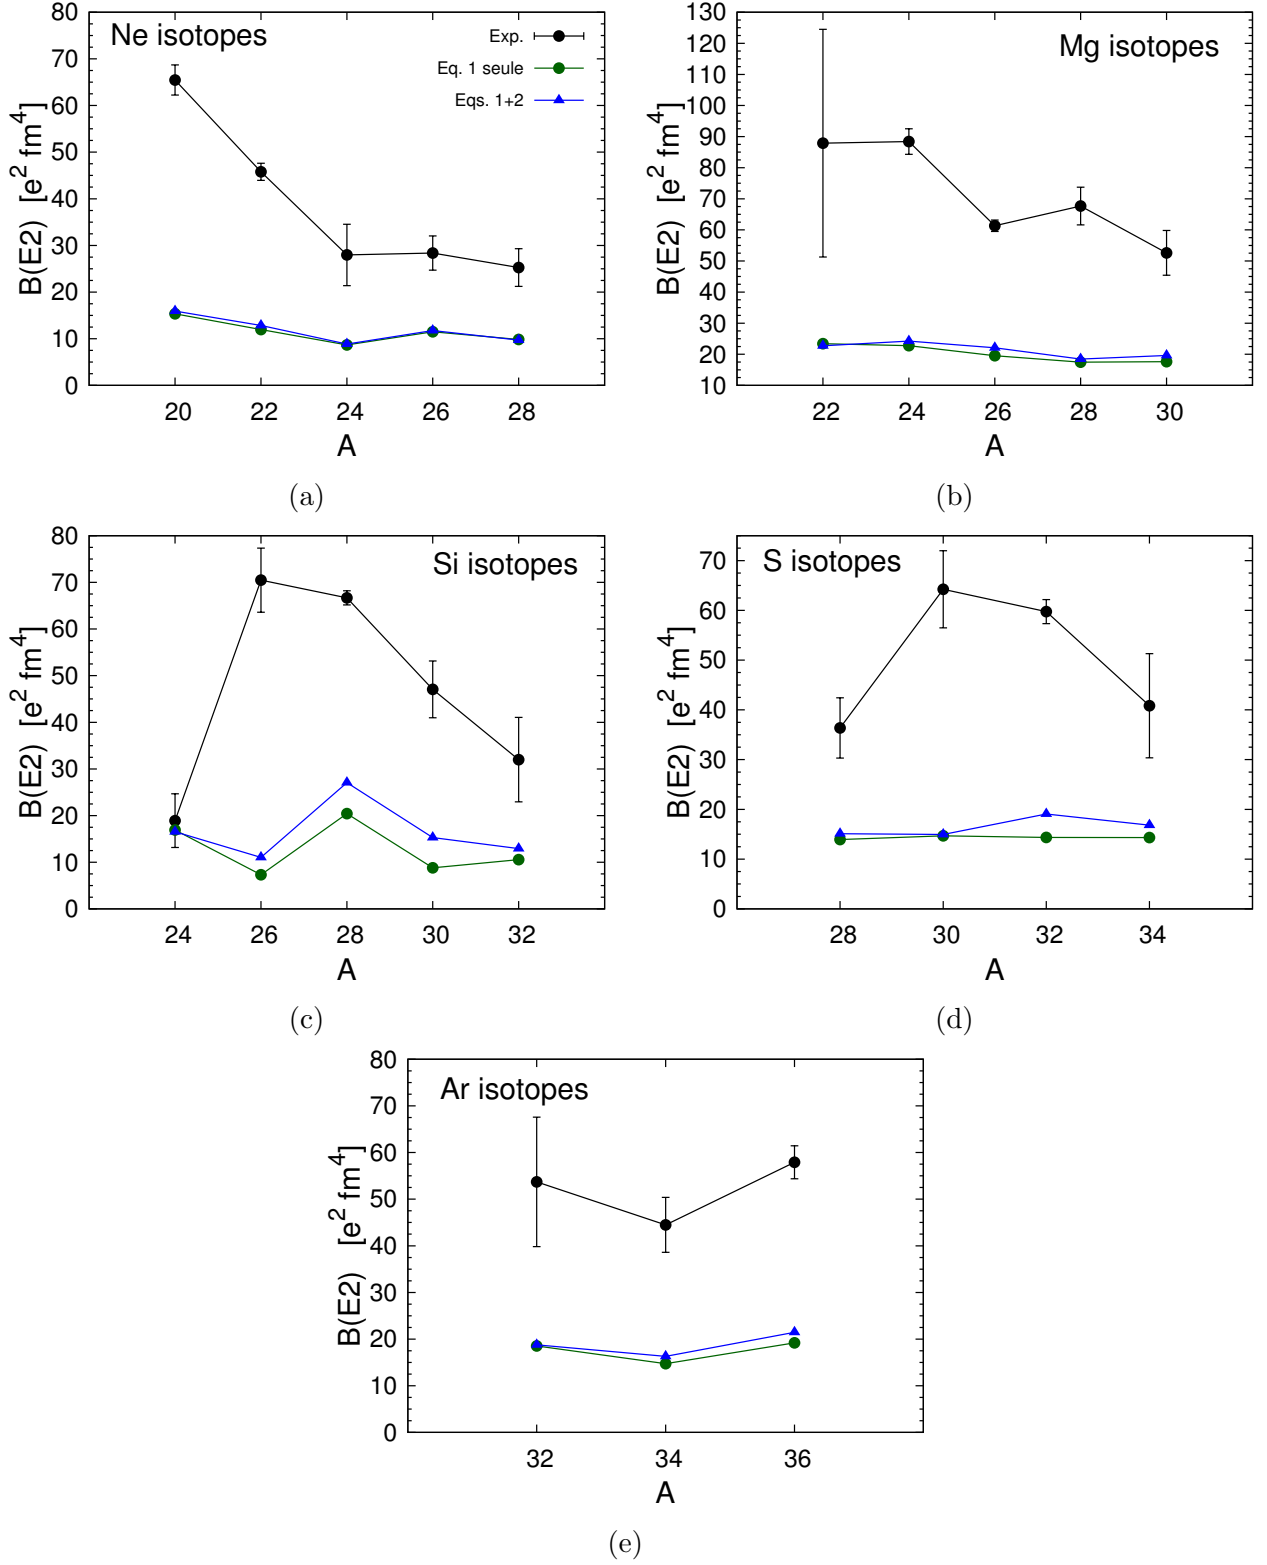 Ne isotopes
Exp.
Eq. 1 seule
Eqs. 1+2
B(E2) [e² fm⁴]
80
70
60
50
40
30
20
10
0
20 22 24 26 28
A
(a)
Mg isotopes
B(E2) [e² fm⁴]
130
120
110
100
90
80
70
60
50
40
30
20
10
22 24 26 28 30
A
(b)
Si isotopes
B(E2) [e² fm⁴]
80
70
60
50
40
30
20
10
0
24 26 28 30 32
A
(c)
S isotopes
B(E2) [e² fm⁴]
70
60
50
40
30
20
10
0
28 30 32 34
A
(d)
Ar isotopes
B(E2) [e² fm⁴]
80
70
60
50
40
30
20
10
0
32 34 36
A
(e)